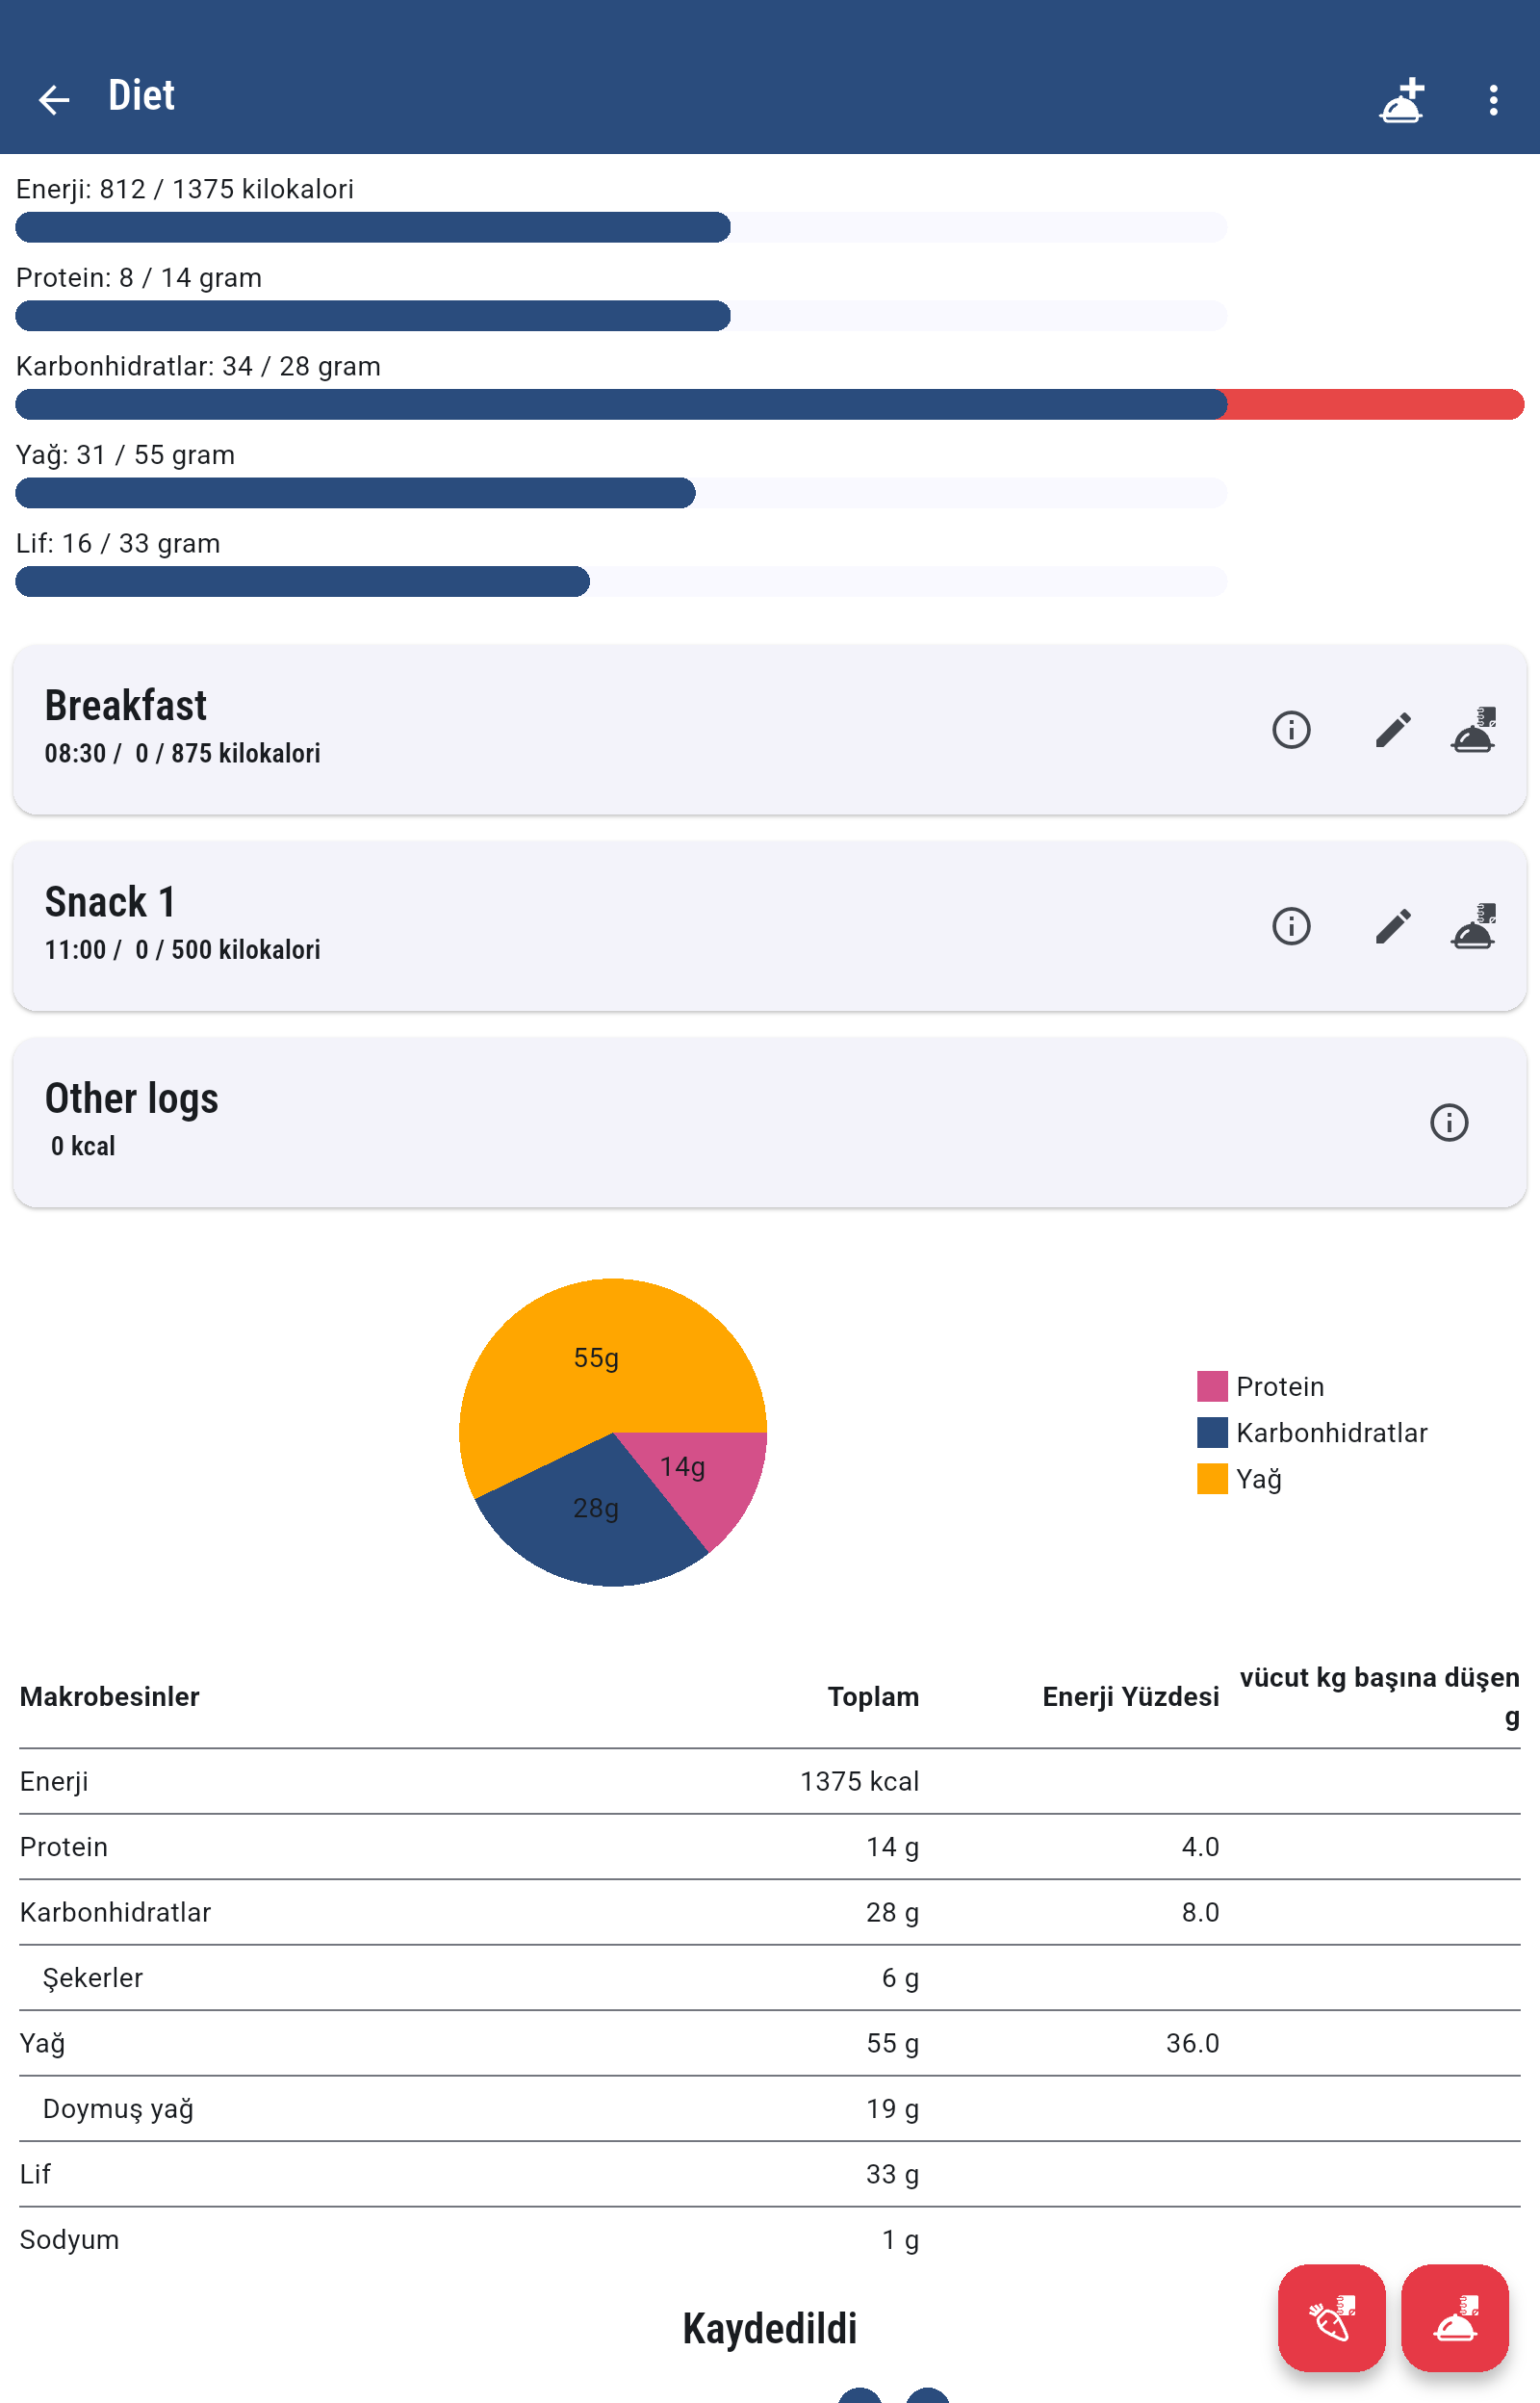 Diet
Enerji: 812 / 1375 kilokalori
Protein: 8 / 14 gram
Karbonhidratlar: 34 / 28 gram
Yağ: 31 / 55 gram
Lif: 16 / 33 gram
Breakfast
08:30 / 0 / 875 kilokalori
Snack 1
11:00 / 0 / 500 kilokalori
Other logs
0 kcal
55g
14g
28g
Protein
Karbonhidratlar
Yağ
Makrobesinler Toplam Enerji Yüzdesi vücut kg başına düşen
g
Enerji 1375 kcal
Protein 14 g 4.0
Karbonhidratlar 28 g 8.0
Şekerler 6 g
Yağ 55 g 36.0
Doymuş yağ 19 g
Lif 33 g
Sodyum 1 g
Kaydedildi